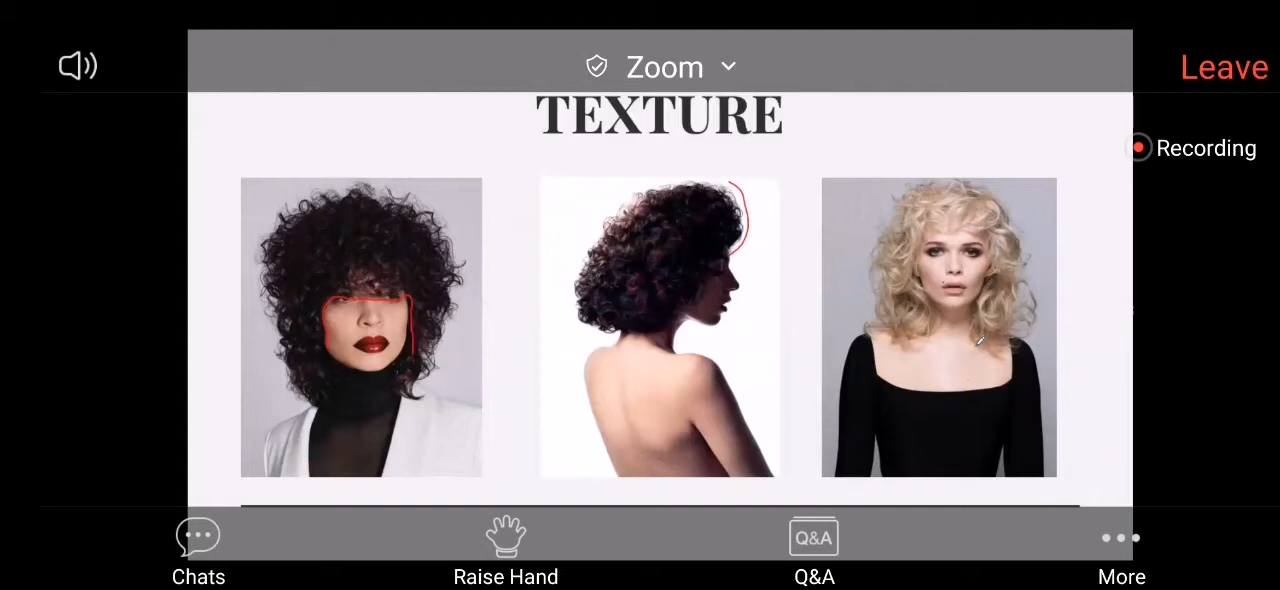 Zoom
Leave
TEXTURE
Recording
Q&A
Chats
Raise Hand
Q&A
More